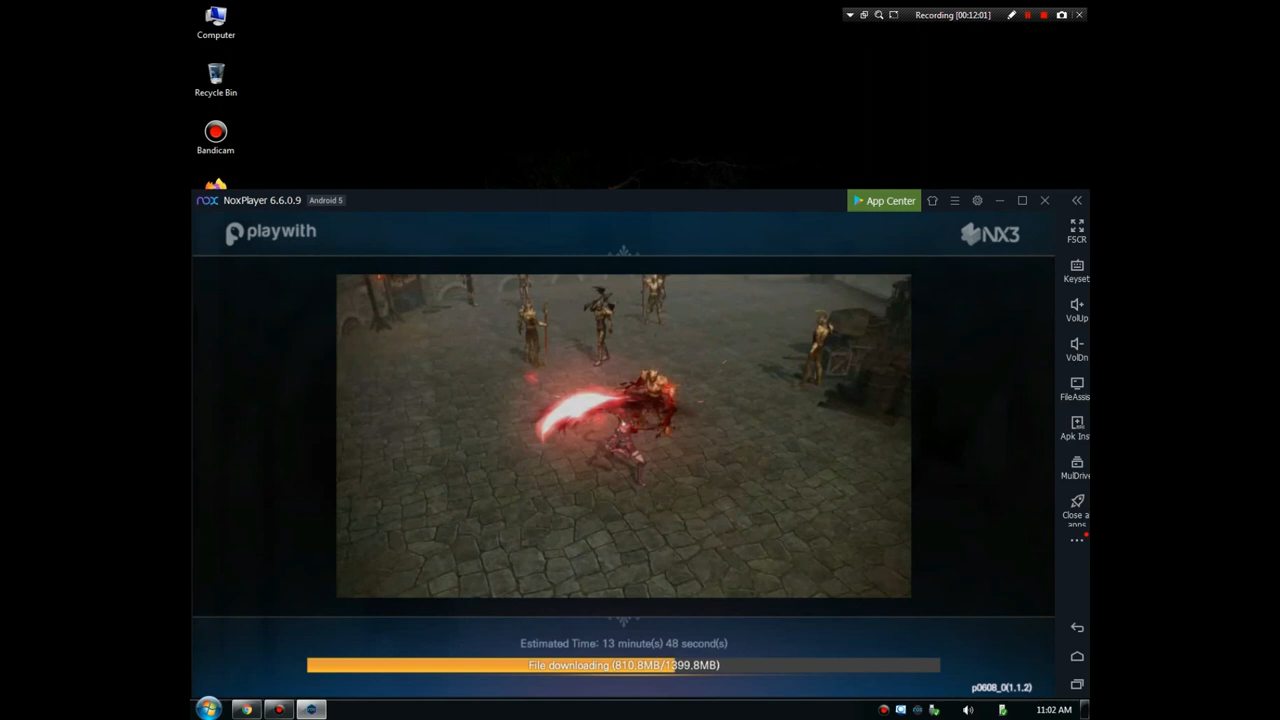 Computer
Recording [00:12:01]
Recycle Bin
Bandicam
nox NoxPlayer 6.6.0.9 Android 5
App Center
playwith
NX3
FSCR
Keyset
VolUp
VolDn
FileAssis
Apk Ins
MulDrive
Close a
apps
Estimated Time: 13 minute(s) 48 second(s)
File downloading (810.8MB/1399.8MB)
p0608_0(1.1.2)
11:02 AM